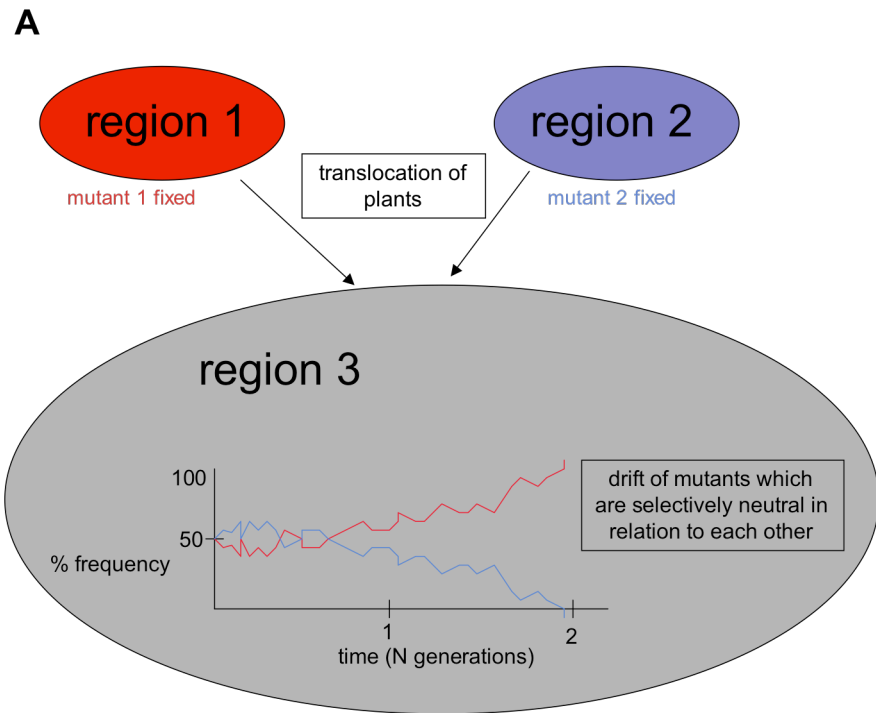 A
region 1
region 2
mutant 1 fixed
translocation of
plants
mutant 2 fixed
region 3
100
50
% frequency
drift of mutants which
are selectively neutral in
relation to each other
1
2
time (N generations)